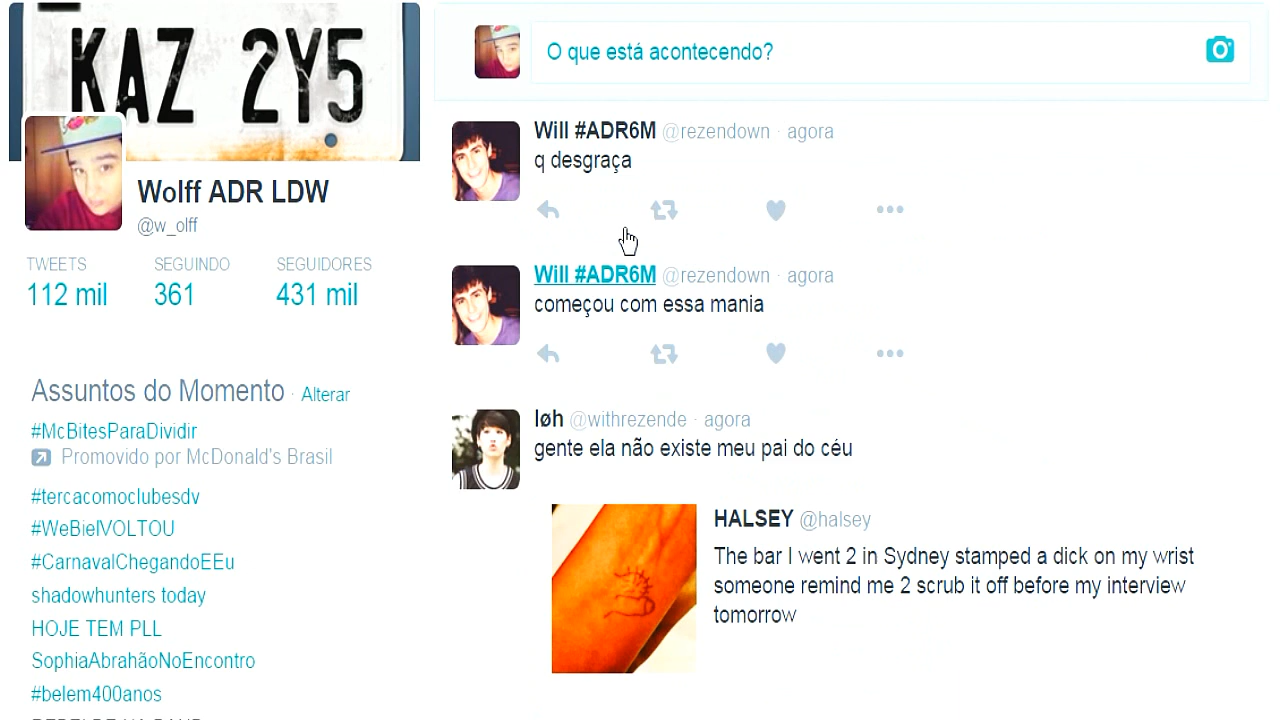 KAZ 2Y5
Wolff ADR LDW
@w_olff
TWEETS SEGUINDO SEGUIDORES
112 mil 361 431 mil
Assuntos do Momento · Alterar
#McBitesParaDividir
Promovido por McDonald's Brasil
#tercacomoclubesdv
#WeBielVOLTOU
#CarnavalChegandoEEu
shadowhunters today
HOJE TEM PLL
SophiaAbrahãoNoEncontro
#belem400anos
O que está acontecendo?
Will #ADR6M @rezendown · agora
q desgraça
Will #ADR6M @rezendown · agora
começou com essa mania
løh @withrezende · agora
gente ela não existe meu pai do céu
HALSEY @halsey
The bar I went 2 in Sydney stamped a dick on my wrist
someone remind me 2 scrub it off before my interview
tomorrow